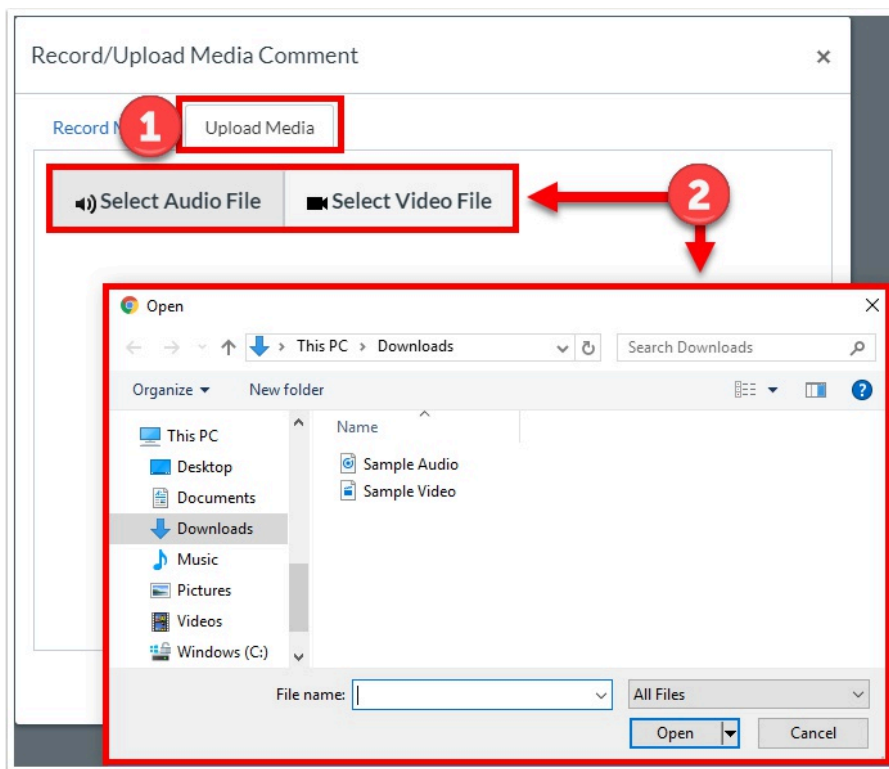 Record/Upload Media Comment
Record
1
Upload Media
Select Audio File
Select Video File
2
Open
This PC > Downloads
Search Downloads
Organize
New folder
This PC
Desktop
Documents
Downloads
Music
Pictures
Videos
Windows (C:)
Name
Sample Audio
Sample Video
File name:
All Files
Open
Cancel